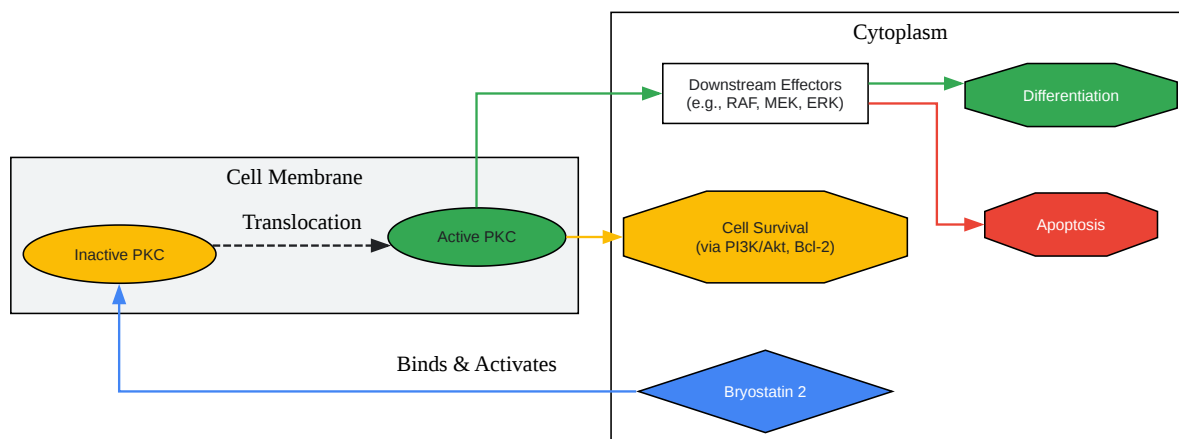 Cytoplasm
Downstream Effectors
(e.g., RAF, MEK, ERK)
Differentiation
Cell Membrane
Translocation
Inactive PKC
Active PKC
Cell Survival
(via PI3K/Akt, Bcl-2)
Apoptosis
Binds & Activates
Bryostatin 2